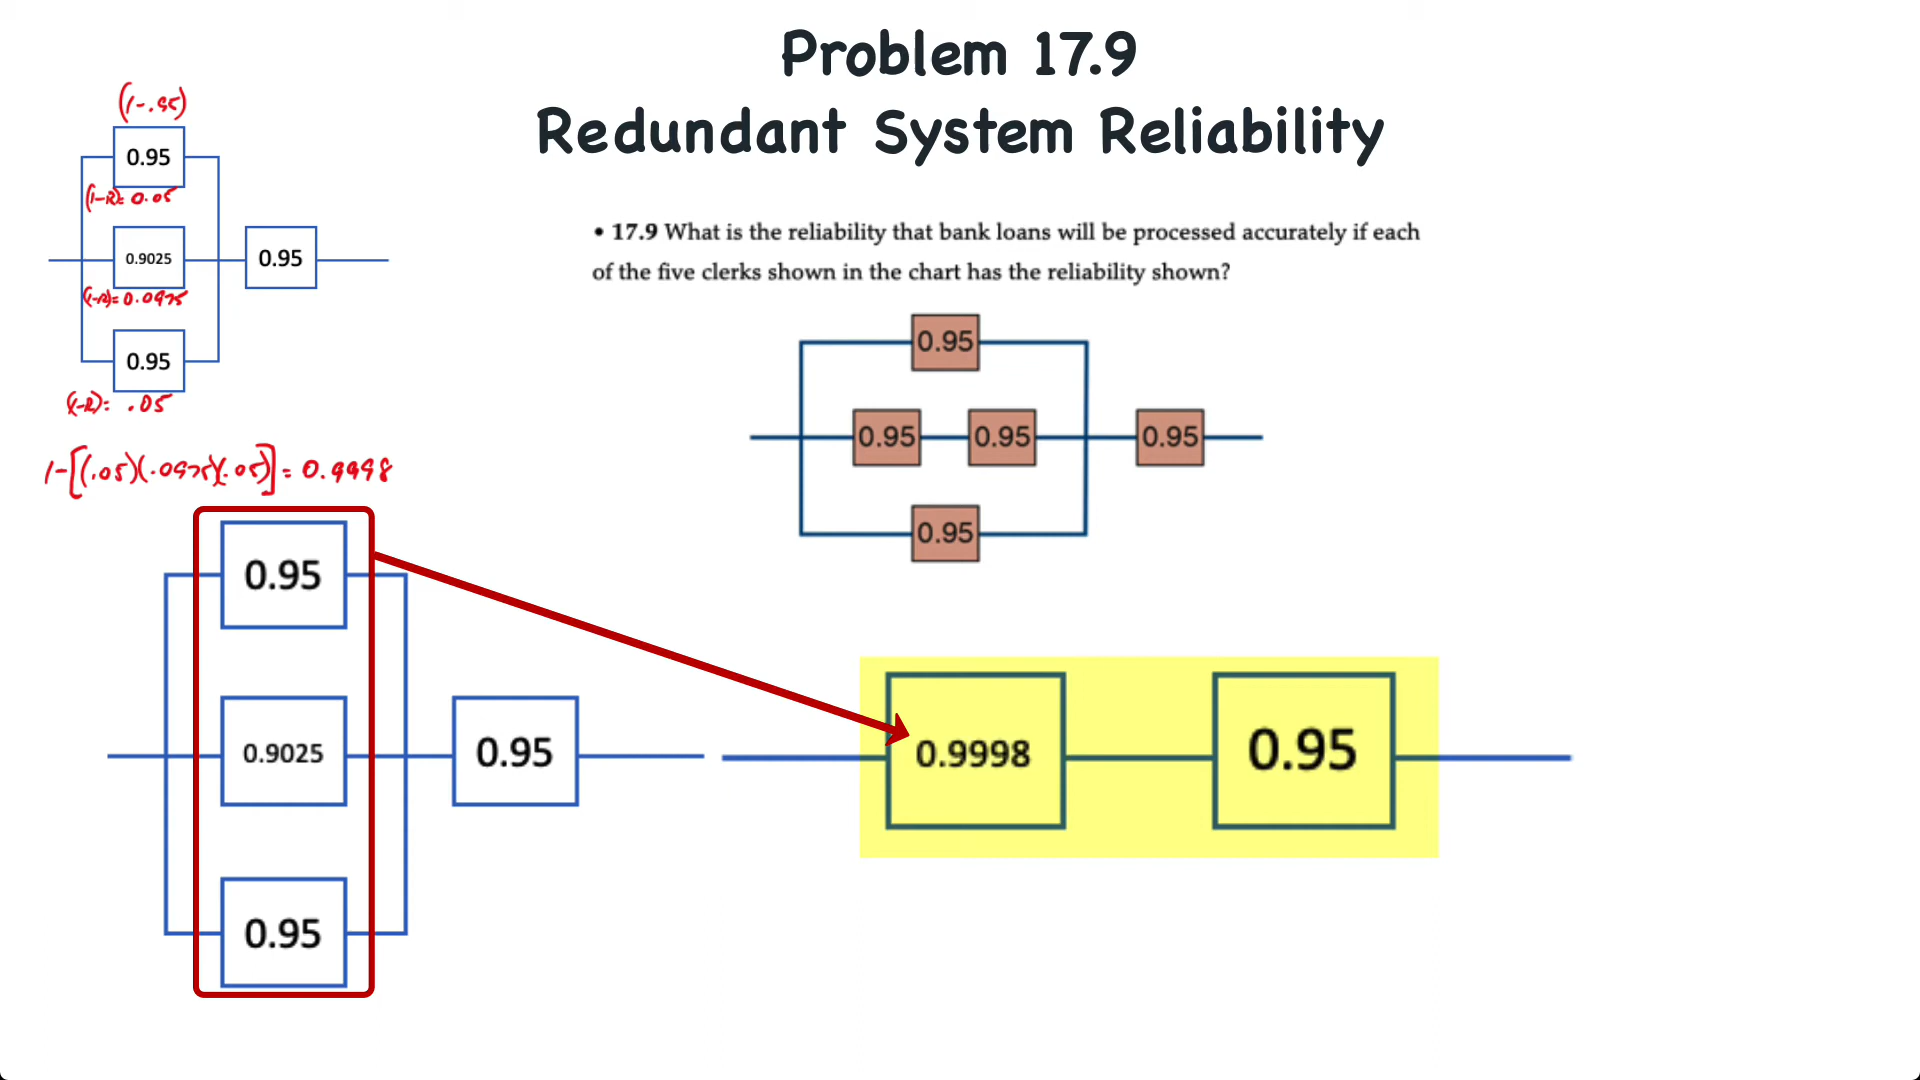 Problem 17.9
Redundant System Reliability
(1-.95)
0.95
(1-R)= 0.05
0.9025
0.95
(1-R)= 0.0975
0.95
(1-R)= .05
1-[(.05)(.0975)(.05)] = 0.9998
• 17.9 What is the reliability that bank loans will be processed accurately if each
of the five clerks shown in the chart has the reliability shown?
0.95
0.95 0.95 0.95
0.95
0.95
0.9025 0.95
0.95
0.9998 0.95